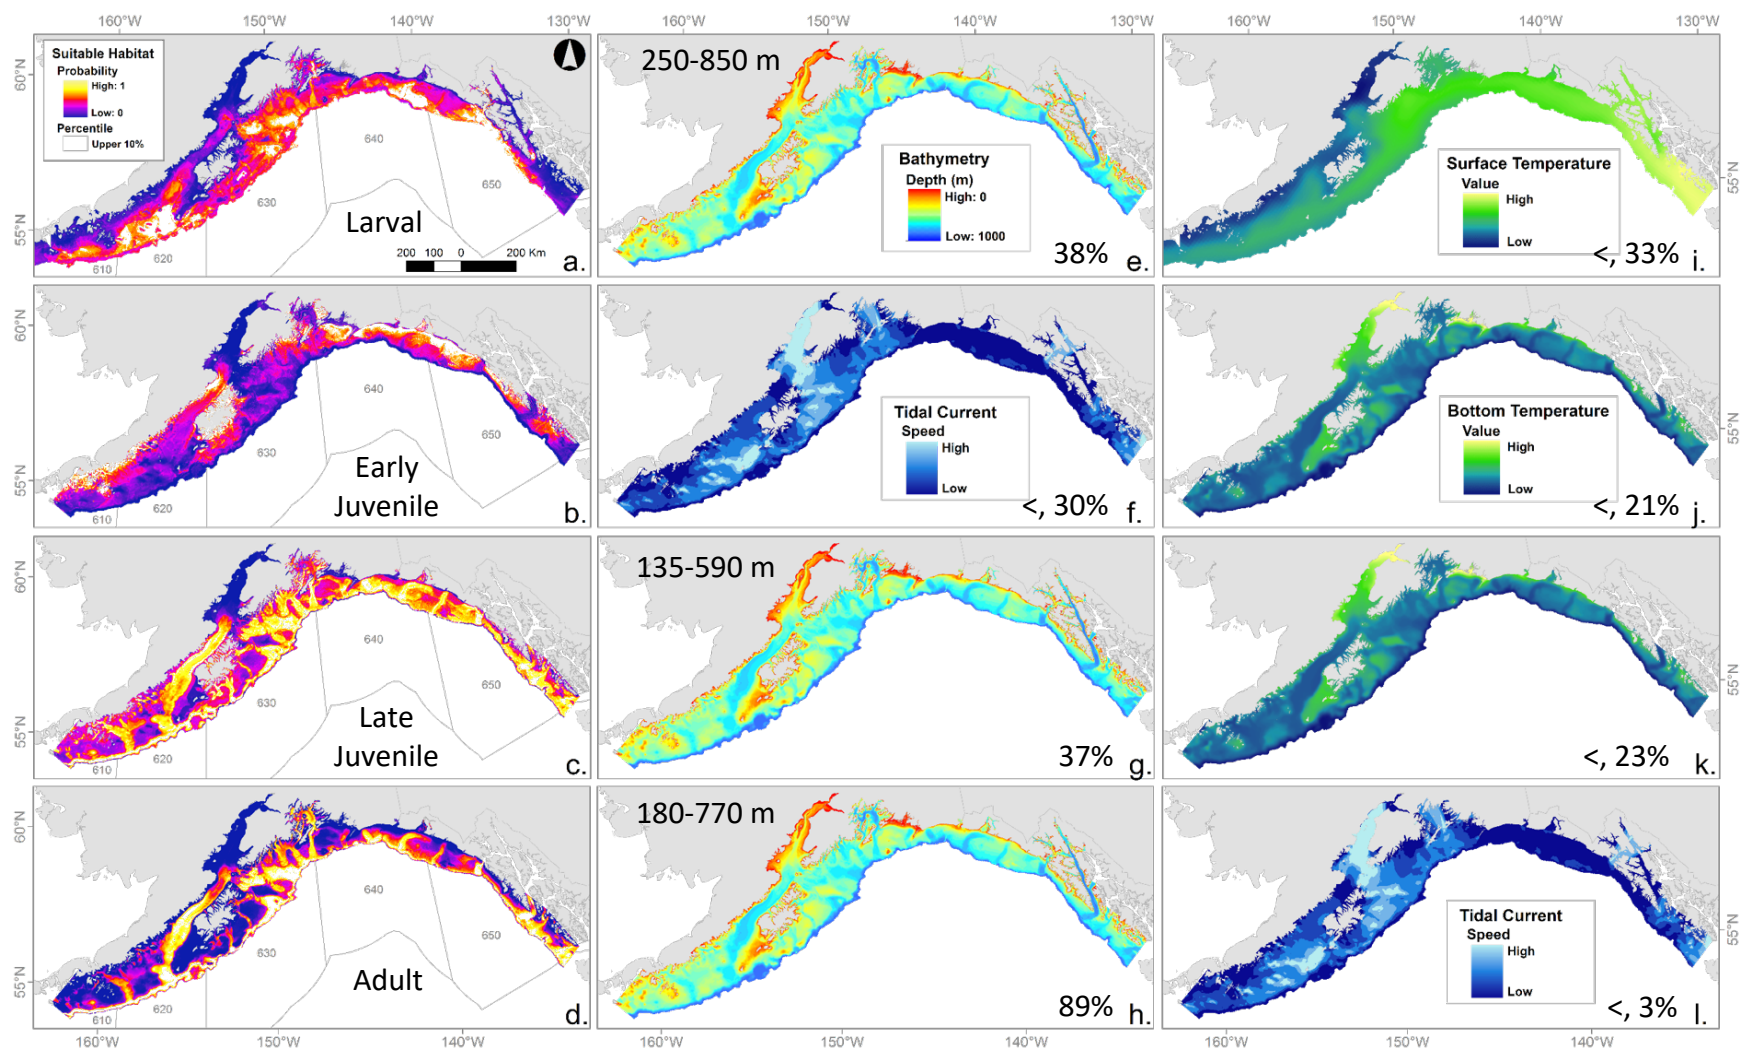 160°W 150°W 140°W 130°W
160°W 150°W 140°W
160°W 150°W 140°W 130°W
60°N
55°N
Suitable Habitat
Probability
High: 1
Low: 0
Percentile
Upper 10%
640
650
630
620
610
Larval
200 100 0 200 Km
a.
250-850 m
Bathymetry
Depth (m)
High: 0
Low: 1000
38%
e.
Surface Temperature
Value
High
Low
<, 33%
i.
55°N
60°N
55°N
640
650
630
620
610
Early
Juvenile
b.
Tidal Current
Speed
High
Low
<, 30%
f.
Bottom Temperature
Value
High
Low
<, 21%
j.
55°N
60°N
55°N
640
650
630
620
610
Late
Juvenile
c.
135-590 m
37%
g.
<, 23%
k.
55°N
60°N
55°N
640
650
630
620
610
Adult
d.
180-770 m
89%
h.
Tidal Current
Speed
High
Low
<, 3%
l.
55°N
160°W 150°W 140°W
160°W 150°W 140°W
160°W 150°W 140°W